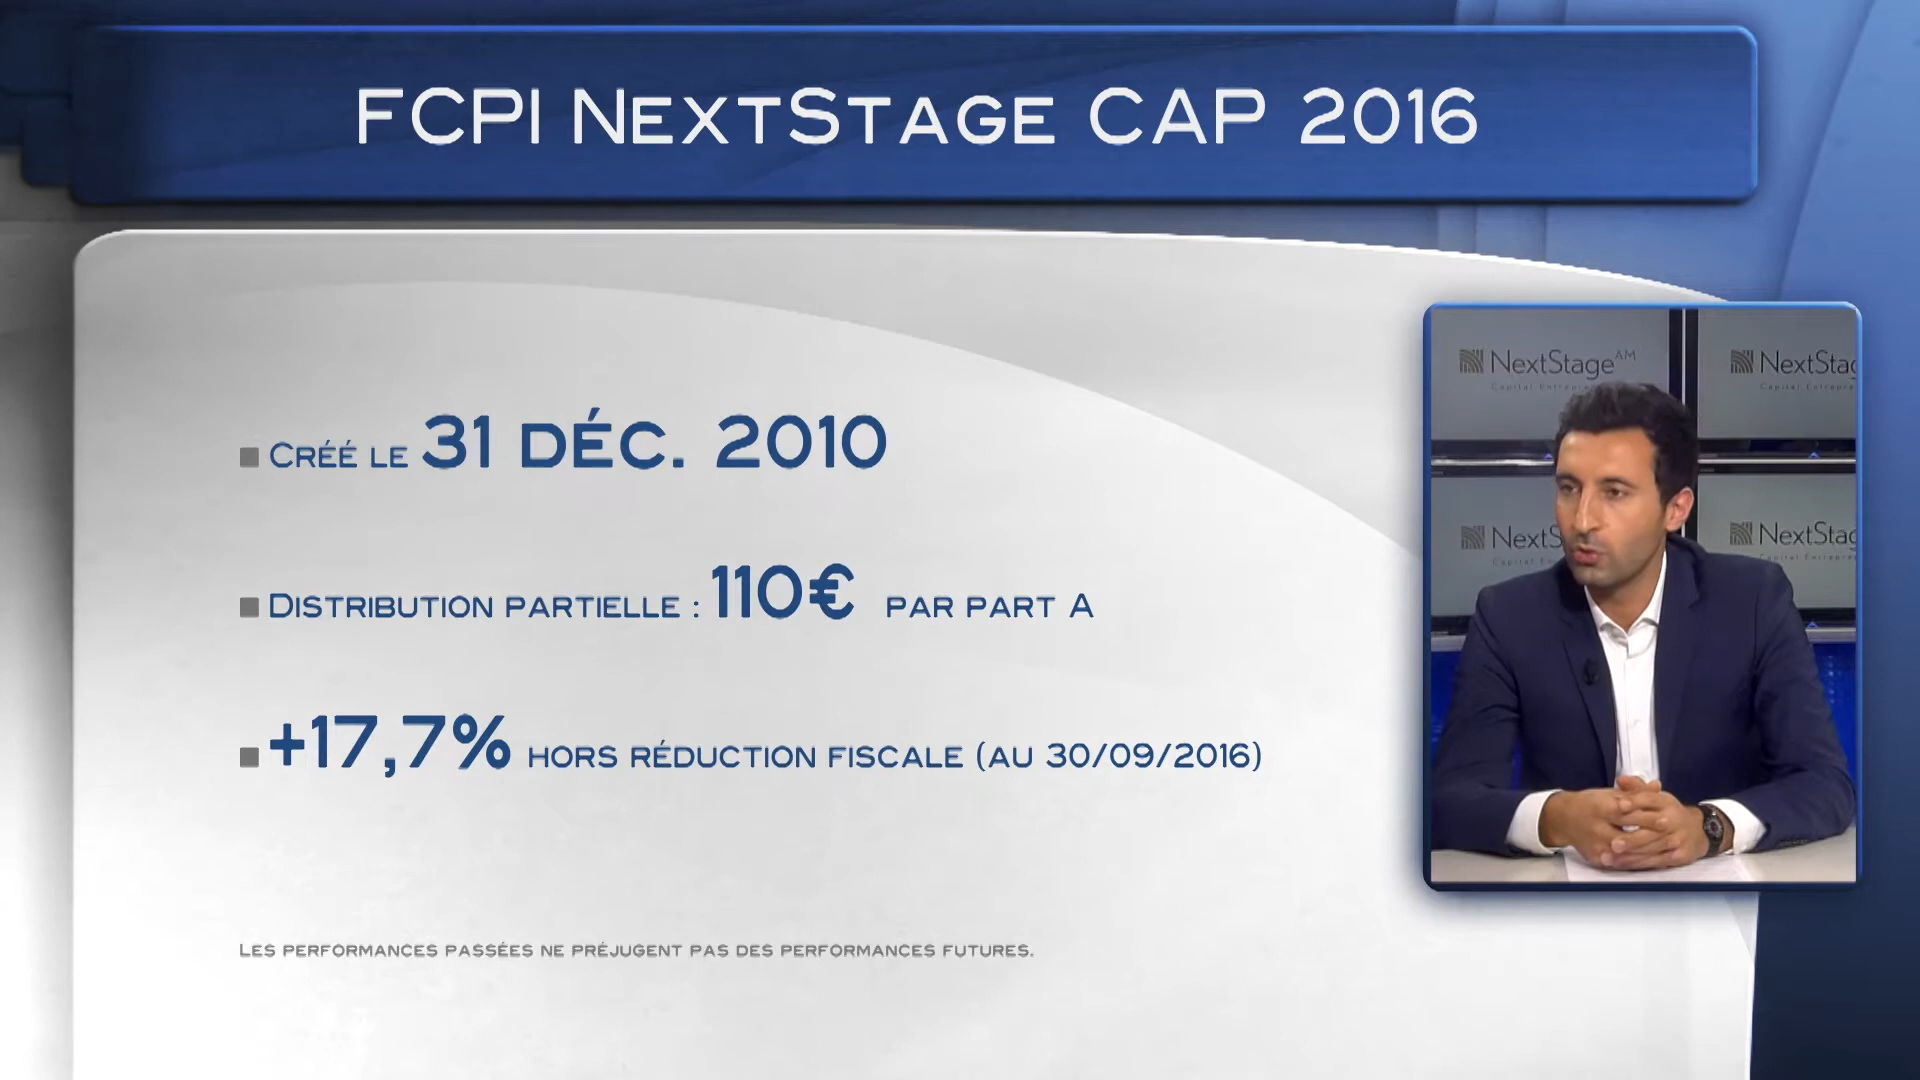 FCPI NextStage CAP 2016
Créé le 31 déc. 2010
Distribution partielle : 110€ par part A
+17,7% hors réduction fiscale (au 30/09/2016)
Les performances passées ne préjugent pas des performances futures.
NextStage AM
NextStag
NextS
NextStag